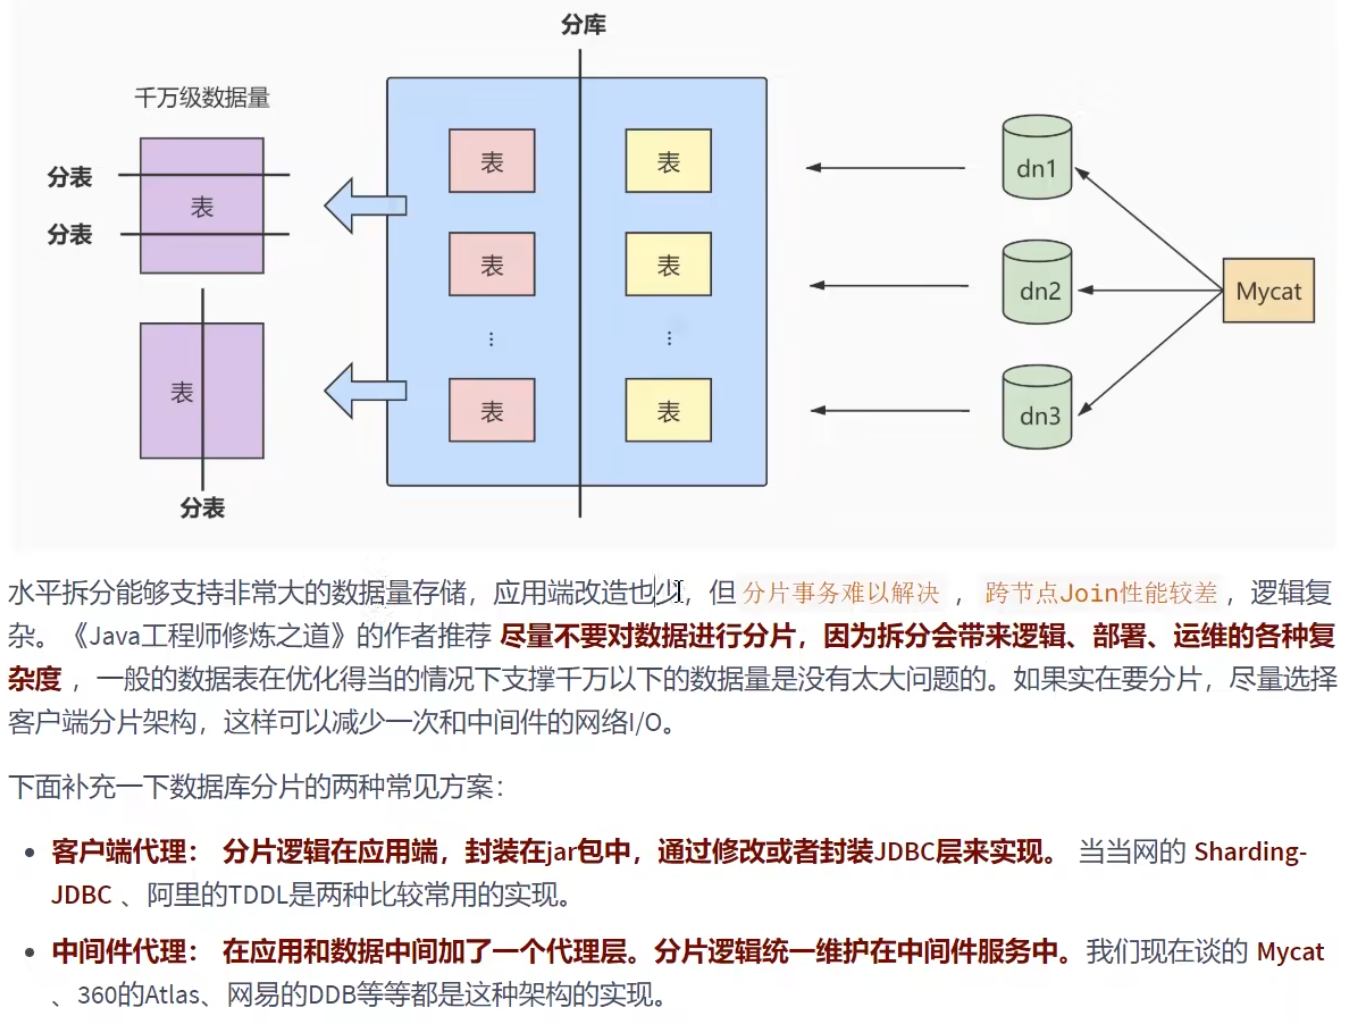 分库
千万级数据量
分表
表
分表
表
分表
表
表
表
表
⋮
⋮
表
表
dn1
dn2
dn3
Mycat
水平拆分能够支持非常大的数据量存储，应用端改造也少，但 分片事务难以解决 ， 跨节点Join性能较差 ，逻辑复
杂。《Java工程师修炼之道》的作者推荐 尽量不要对数据进行分片，因为拆分会带来逻辑、部署、运维的各种复
杂度 ，一般的数据表在优化得当的情况下支撑千万以下的数据量是没有太大问题的。如果实在要分片，尽量选择
客户端分片架构，这样可以减少一次和中间件的网络I/O。
下面补充一下数据库分片的两种常见方案：
• 客户端代理： 分片逻辑在应用端，封装在jar包中，通过修改或者封装JDBC层来实现。 当当网的 Sharding-
JDBC 、阿里的TDDL是两种比较常用的实现。
• 中间件代理： 在应用和数据中间加了一个代理层。分片逻辑统一维护在中间件服务中。 我们现在谈的 Mycat
、360的Atlas、网易的DDB等等都是这种架构的实现。